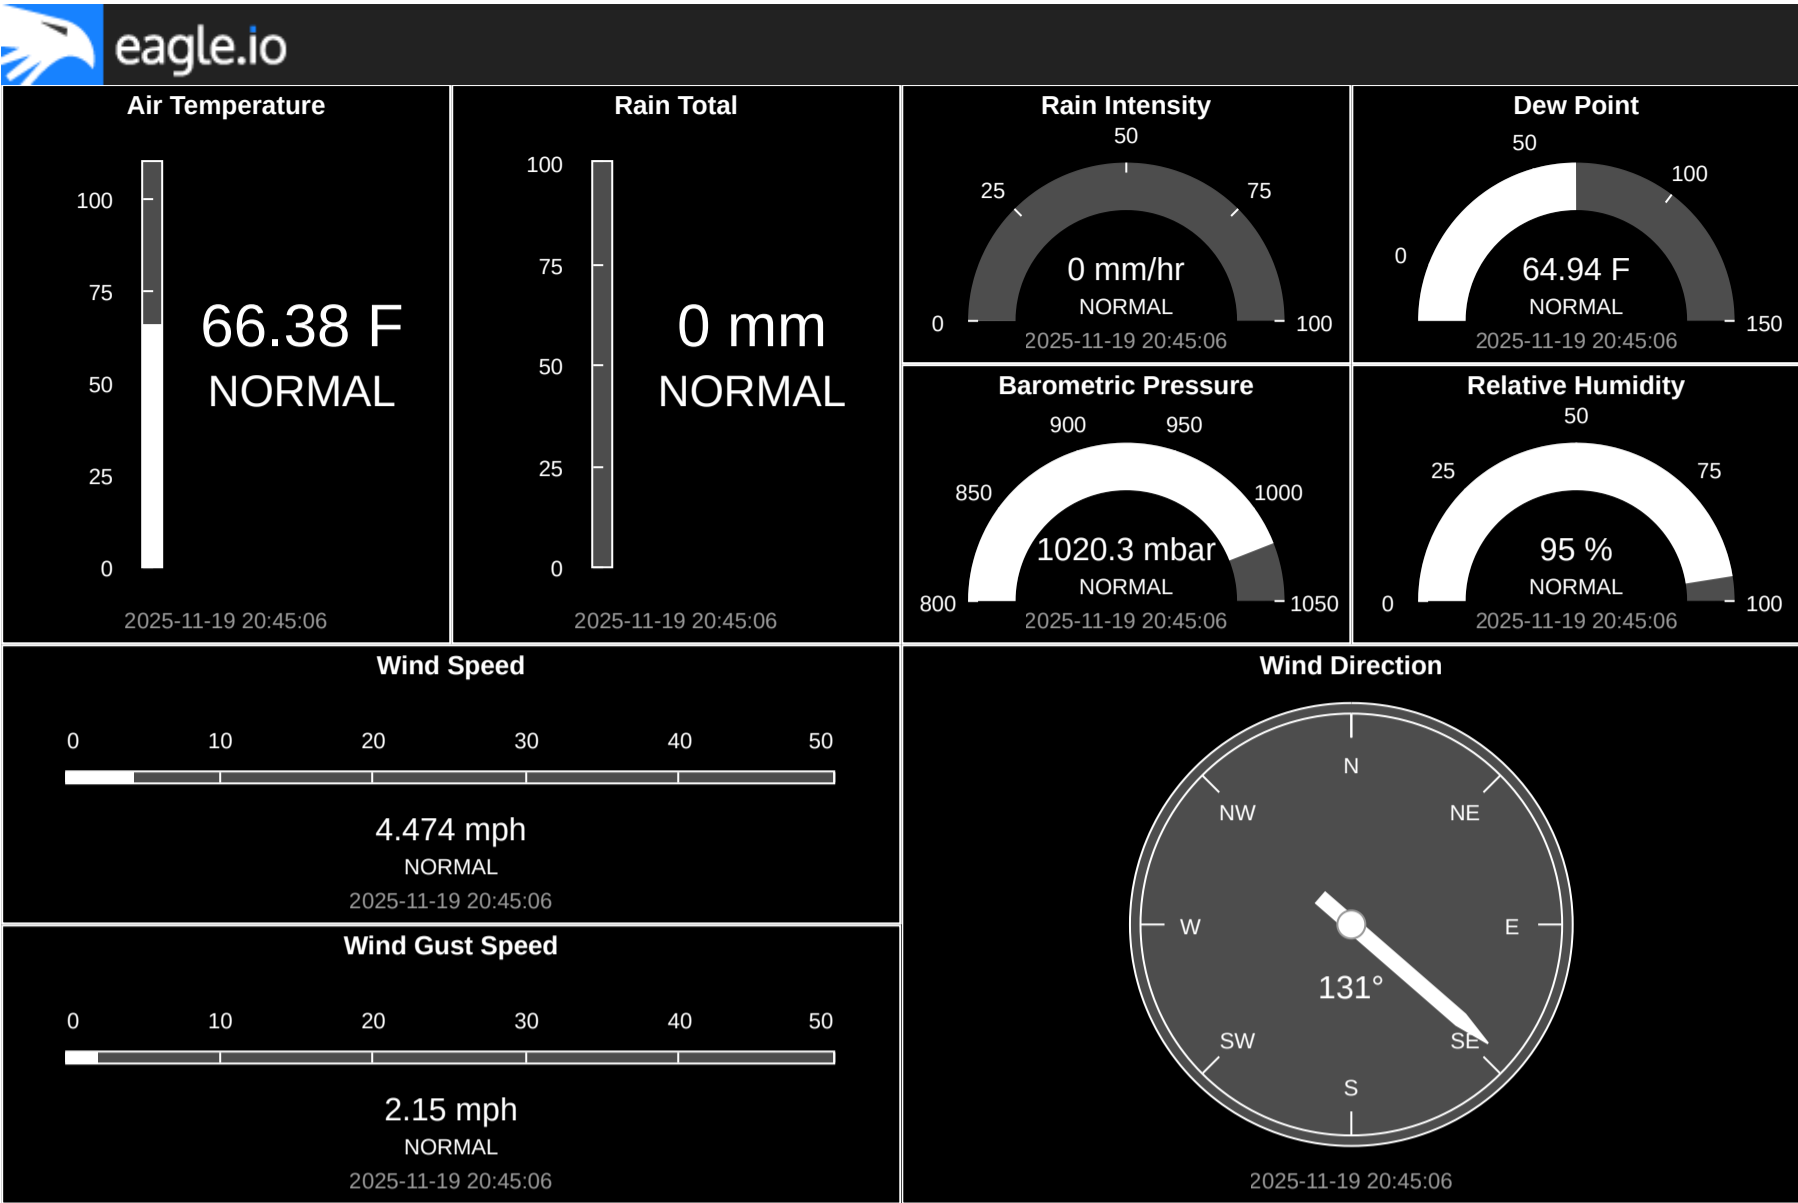 eagle.io
Air Temperature
100
75
50
25
0
66.38 F
NORMAL
2025-11-19 20:45:06
Rain Total
100
75
50
25
0
0 mm
NORMAL
2025-11-19 20:45:06
Rain Intensity
50
25
75
0
100
0 mm/hr
NORMAL
2025-11-19 20:45:06
Dew Point
50
100
0
150
64.94 F
NORMAL
2025-11-19 20:45:06
Barometric Pressure
900
950
850
1000
800
1050
1020.3 mbar
NORMAL
2025-11-19 20:45:06
Relative Humidity
50
25
75
0
100
95 %
NORMAL
2025-11-19 20:45:06
Wind Speed
0 10 20 30 40 50
4.474 mph
NORMAL
2025-11-19 20:45:06
Wind Gust Speed
0 10 20 30 40 50
2.15 mph
NORMAL
2025-11-19 20:45:06
Wind Direction
N
NW NE
W E
131°
SW SE
S
2025-11-19 20:45:06